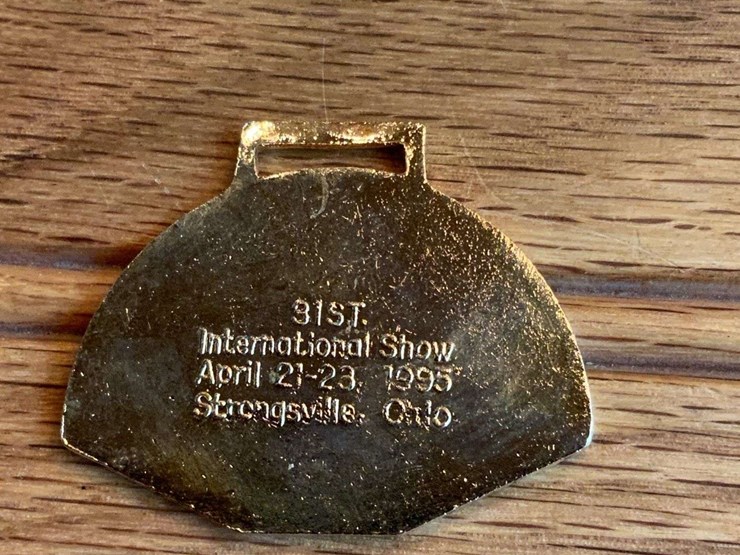 31ST.
International Show
April 21-23, 1995
Strongsville, Ohio